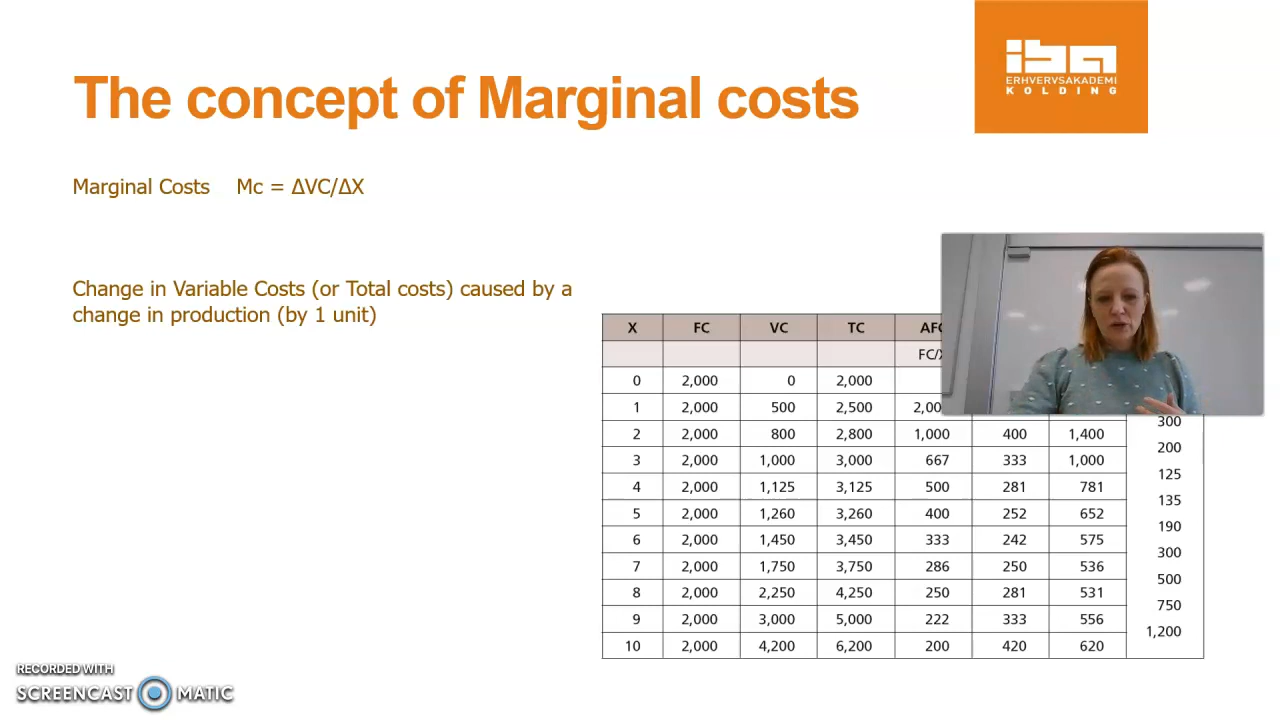 The concept of Marginal costs
iba
ERHVERVSAKADEMI
KOLDING
Marginal Costs Mc = ΔVC/ΔX
Change in Variable Costs (or Total costs) caused by a
change in production (by 1 unit)
X FC VC TC
FC/
0 2,000 0 2,000
1 2,000 500 2,500
300
2 2,000 800 2,800 1,000 400 1,400
200
3 2,000 1,000 3,000 667 333 1,000
125
4 2,000 1,125 3,125 500 281 781
135
5 2,000 1,260 3,260 400 252 652
190
6 2,000 1,450 3,450 333 242 575
300
7 2,000 1,750 3,750 286 250 536
500
8 2,000 2,250 4,250 250 281 531
750
9 2,000 3,000 5,000 222 333 556
1,200
10 2,000 4,200 6,200 200 420 620
RECORDED WITH
SCREENCAST MATIC